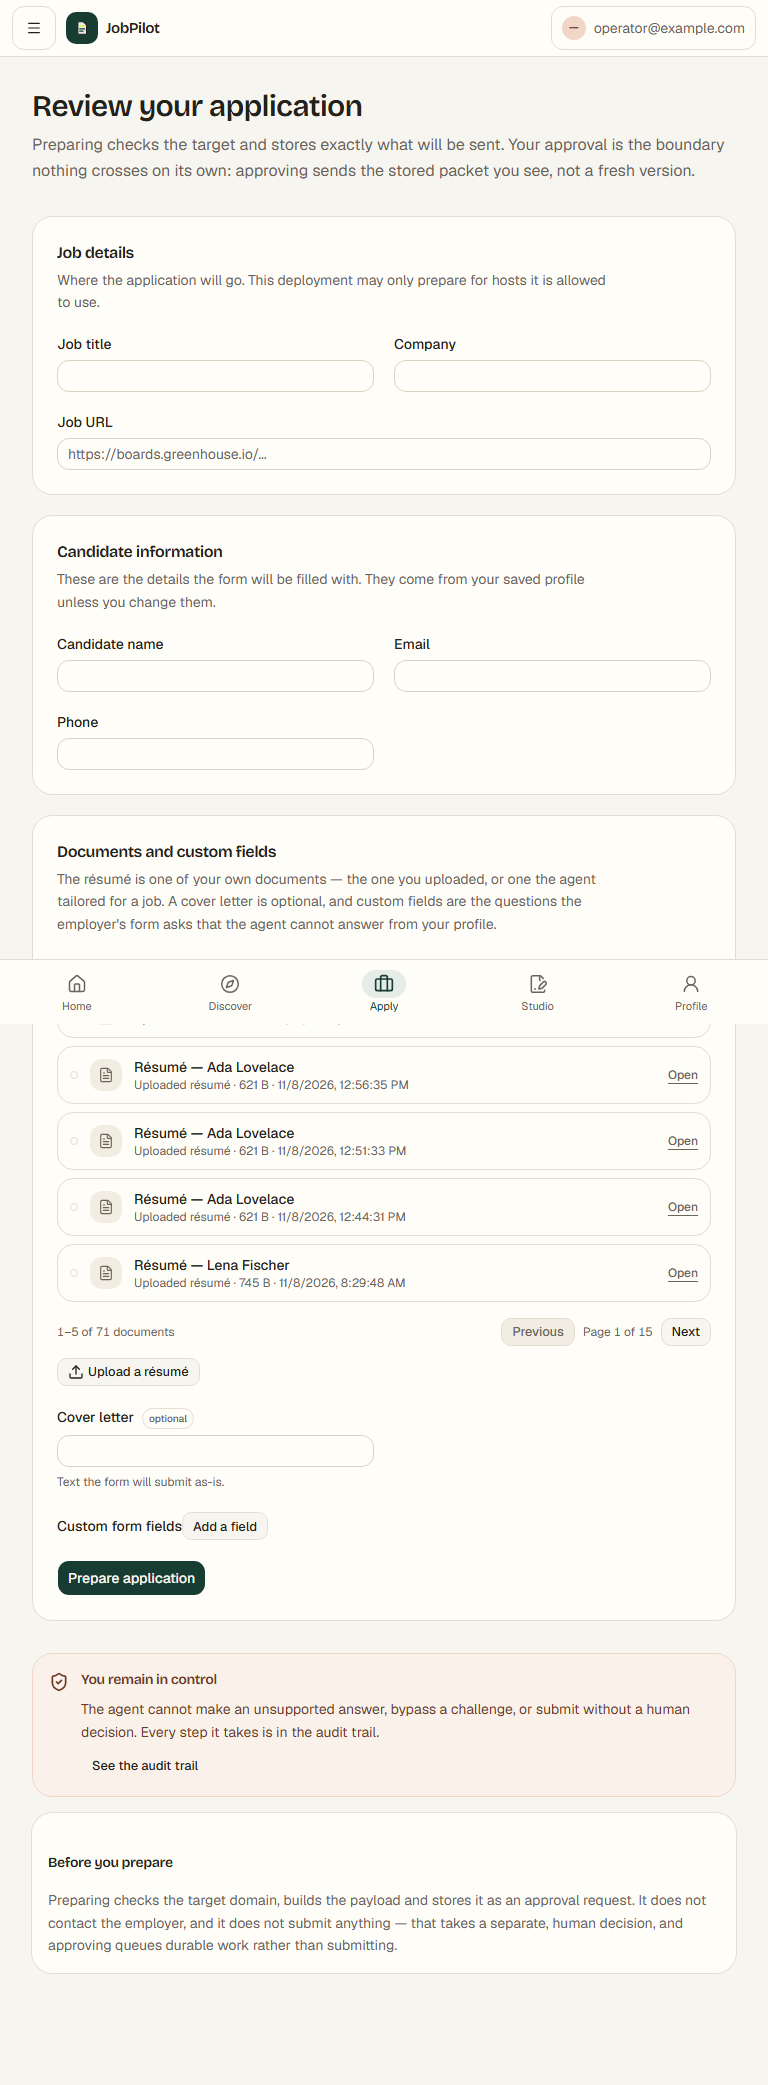 JobPilot
operator@example.com
Review your application
Preparing checks the target and stores exactly what will be sent. Your approval is the boundary
nothing crosses on its own: approving sends the stored packet you see, not a fresh version.
Job details
Where the application will go. This deployment may only prepare for hosts it is allowed
to use.
Job title
Company
Job URL
https://boards.greenhouse.io/...
Candidate information
These are the details the form will be filled with. They come from your saved profile
unless you change them.
Candidate name
Email
Phone
Documents and custom fields
The résumé is one of your own documents — the one you uploaded, or one the agent
tailored for a job. A cover letter is optional, and custom fields are the questions the
employer's form asks that the agent cannot answer from your profile.
Home
Discover
Apply
Studio
Profile
Résumé — Ada Lovelace
Uploaded résumé · 621 B · 11/8/2026, 12:56:35 PM
Open
Résumé — Ada Lovelace
Uploaded résumé · 621 B · 11/8/2026, 12:51:33 PM
Open
Résumé — Ada Lovelace
Uploaded résumé · 621 B · 11/8/2026, 12:44:31 PM
Open
Résumé — Lena Fischer
Uploaded résumé · 745 B · 11/8/2026, 8:29:48 AM
Open
1–5 of 71 documents
Previous
Page 1 of 15
Next
Upload a résumé
Cover letter
optional
Text the form will submit as-is.
Custom form fields
Add a field
Prepare application
You remain in control
The agent cannot make an unsupported answer, bypass a challenge, or submit without a human
decision. Every step it takes is in the audit trail.
See the audit trail
Before you prepare
Preparing checks the target domain, builds the payload and stores it as an approval request. It does not
contact the employer, and it does not submit anything — that takes a separate, human decision, and
approving queues durable work rather than submitting.